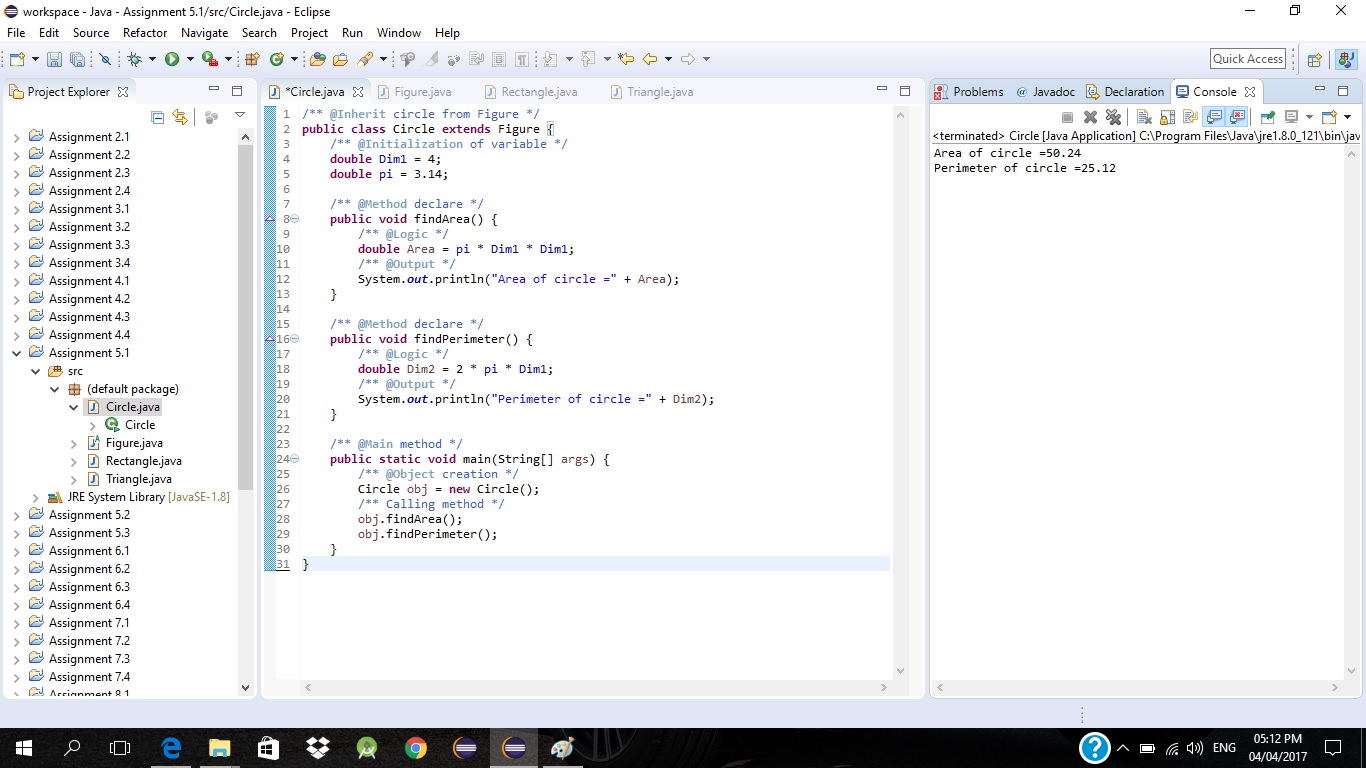 workspace - Java - Assignment 5.1/src/Circle.java - Eclipse
File Edit Source Refactor Navigate Search Project Run Window Help
Quick Access
Project Explorer
Assignment 2.1
Assignment 2.2
Assignment 2.3
Assignment 2.4
Assignment 3.1
Assignment 3.2
Assignment 3.3
Assignment 3.4
Assignment 4.1
Assignment 4.2
Assignment 4.3
Assignment 4.4
Assignment 5.1
src
(default package)
Circle.java
Circle
Figure.java
Rectangle.java
Triangle.java
JRE System Library [JavaSE-1.8]
Assignment 5.2
Assignment 5.3
Assignment 6.1
Assignment 6.2
Assignment 6.3
Assignment 6.4
Assignment 7.1
Assignment 7.2
Assignment 7.3
Assignment 7.4
Assignment 8.1
*Circle.java Figure.java Rectangle.java Triangle.java
1 /** @Inherit circle from Figure */
2 public class Circle extends Figure {
3 /** @Initialization of variable */
4 double Dim1 = 4;
5 double pi = 3.14;
6
7 /** @Method declare */
8 public void findArea() {
9 /** @Logic */
10 double Area = pi * Dim1 * Dim1;
11 /** @Output */
12 System.out.println("Area of circle =" + Area);
13 }
14
15 /** @Method declare */
16 public void findPerimeter() {
17 /** @Logic */
18 double Dim2 = 2 * pi * Dim1;
19 /** @Output */
20 System.out.println("Perimeter of circle =" + Dim2);
21 }
22
23 /** @Main method */
24 public static void main(String[] args) {
25 /** @Object creation */
26 Circle obj = new Circle();
27 /** Calling method */
28 obj.findArea();
29 obj.findPerimeter();
30 }
31 }
Problems @ Javadoc Declaration Console
<terminated> Circle [Java Application] C:\Program Files\Java\jre1.8.0_121\bin\jav
Area of circle =50.24
Perimeter of circle =25.12
ENG
05:12 PM
04/04/2017